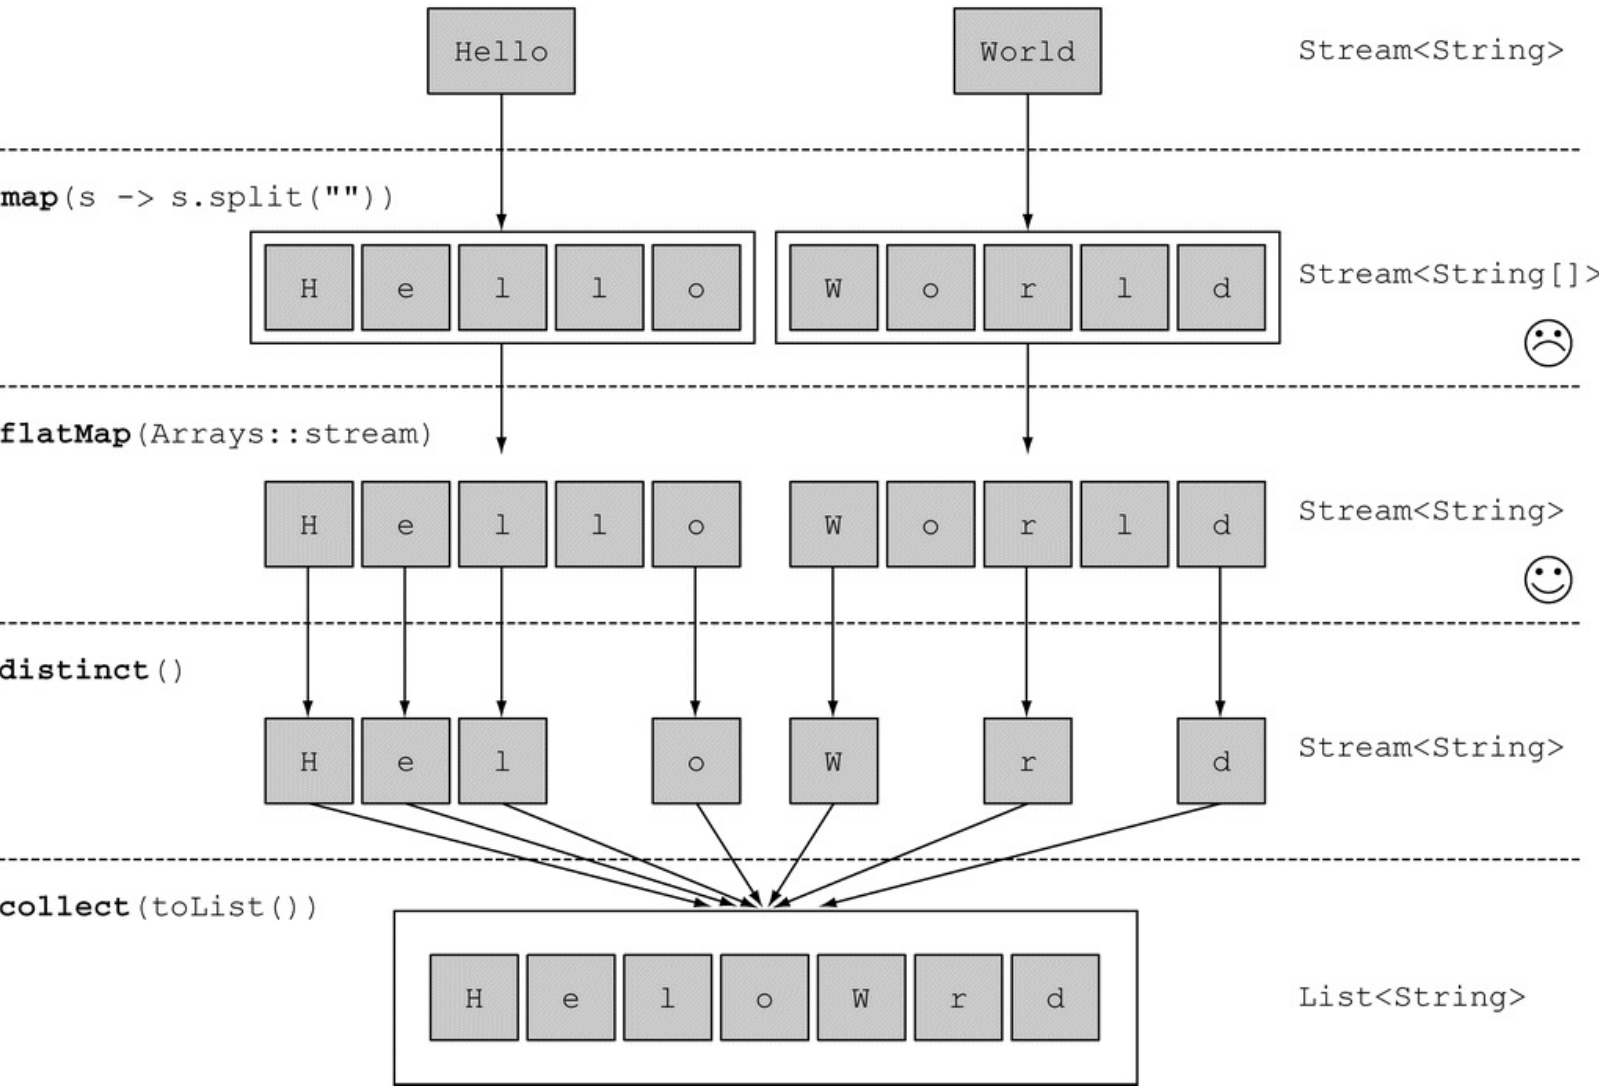 Hello World Stream<String>
map(s -> s.split(""))
H e l l o W o r l d Stream<String[]>
flatMap(Arrays::stream)
H e l l o W o r l d Stream<String>
distinct()
H e l o W r d Stream<String>
collect(toList())
H e l o W r d List<String>